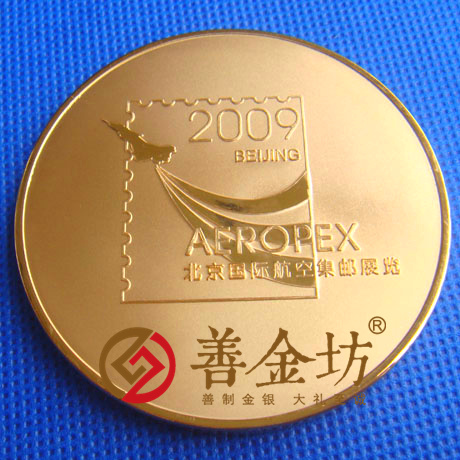 2009
BEIJING
AEROPEX
北京国际航空集邮展览
善金坊®
善制金银 大礼